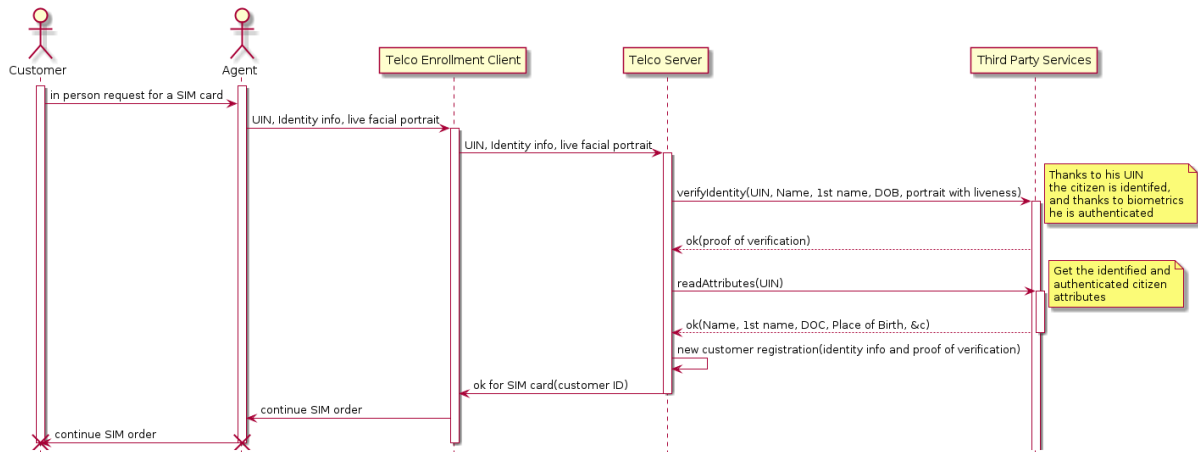 Customer
Agent
Telco Enrollment Client
Telco Server
Third Party Services
in person request for a SIM card
UIN, Identity info, live facial portrait
UIN, Identity info, live facial portrait
verifyIdentity(UIN, Name, 1st name, DOB, portrait with liveness)
Thanks to his UIN
the citizen is identifed,
and thanks to biometrics
he is authenticated
ok(proof of verification)
readAttributes(UIN)
Get the identified and
authenticated citizen
attributes
ok(Name, 1st name, DOC, Place of Birth, &c)
new customer registration(identity info and proof of verification)
ok for SIM card(customer ID)
continue SIM order
continue SIM order